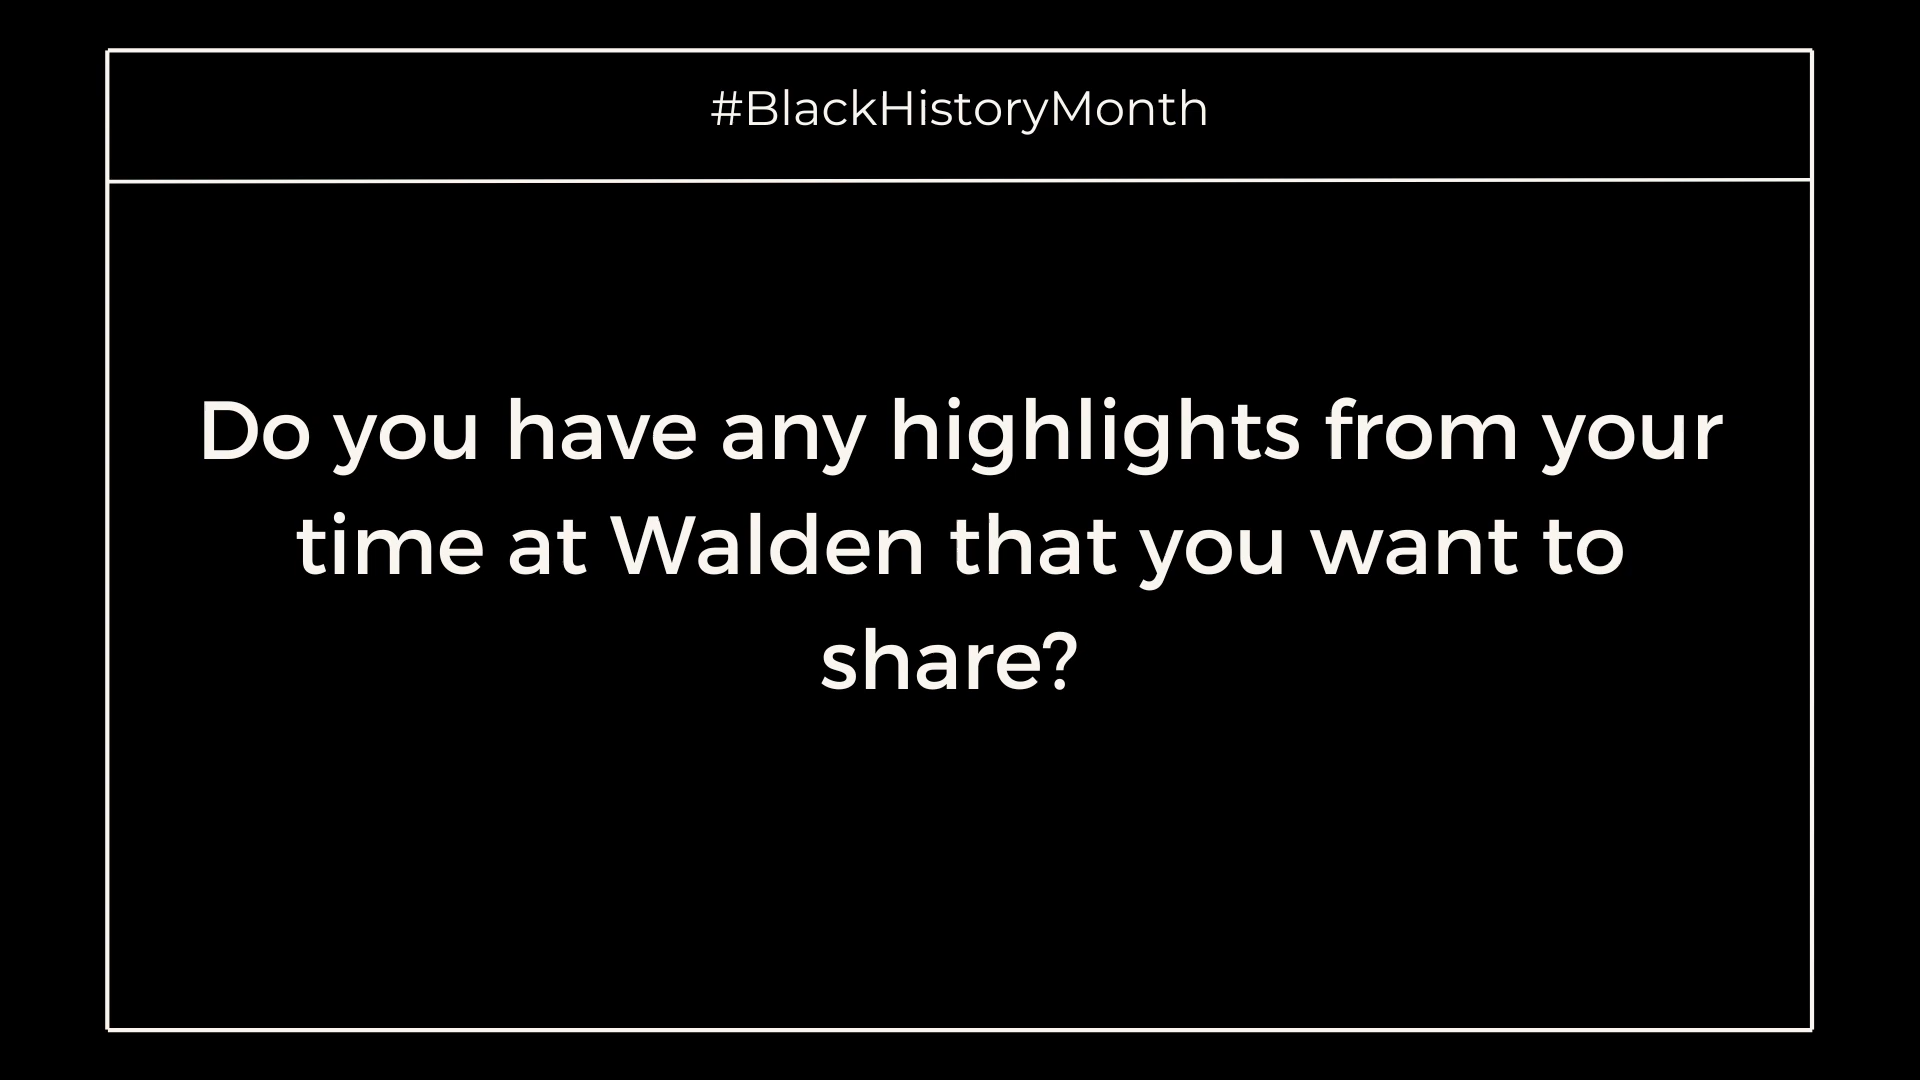 #BlackHistoryMonth
Do you have any highlights from your
time at Walden that you want to
share?